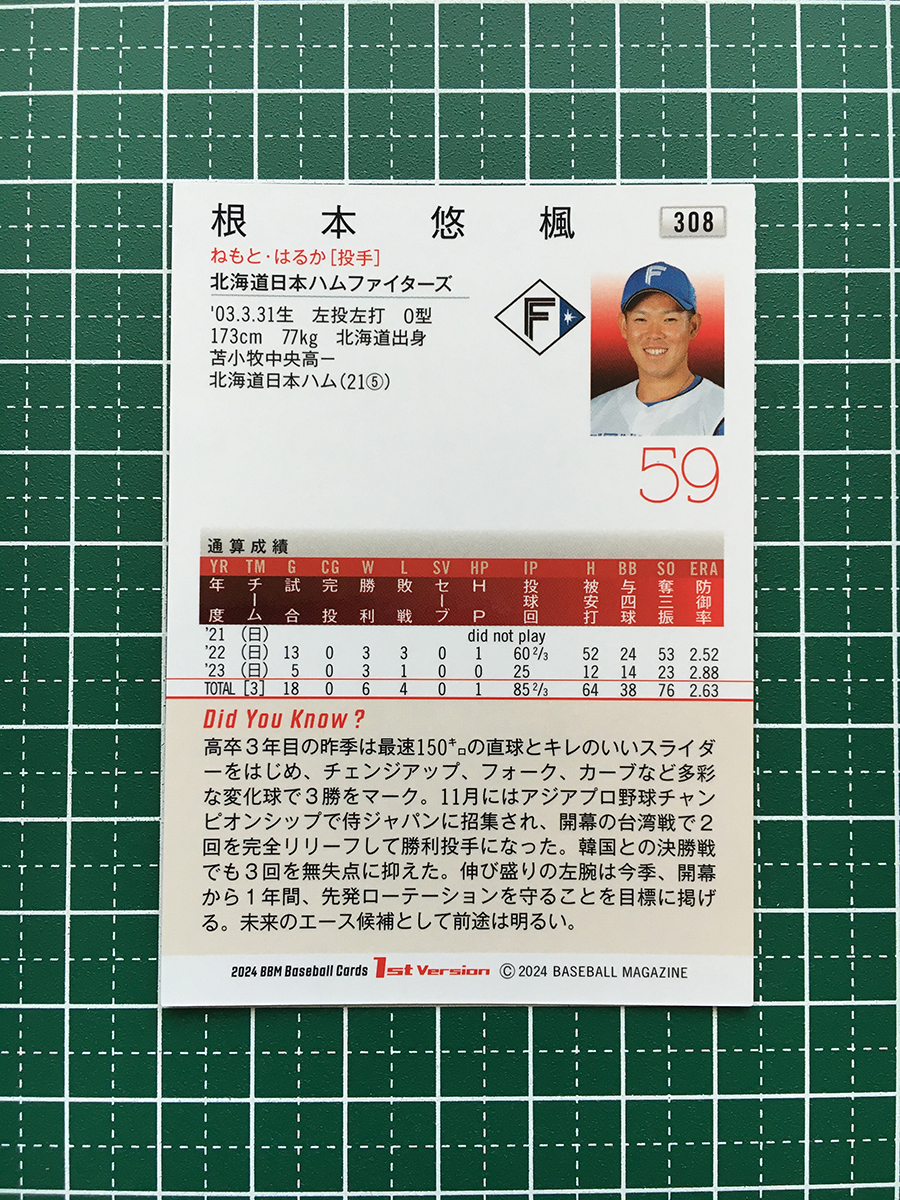 根本悠楓
308
ねもと・はるか[投手]
北海道日本ハムファイターズ
'03.3.31生 左投左打 O型
173cm 77kg 北海道出身
苫小牧中央高ー
北海道日本ハム(21⑤)
F
F
59
通算成績
YR TM G CG W L SV HP IP H BB SO ERA
年度 チーム 試合 完投 勝利 敗戦 セーブ HP 投球回 被安打 与四球 奪三振 防御率
'21 (日) did not play
'22 (日) 13 0 3 3 0 1 60 2/3 52 24 53 2.52
'23 (日) 5 0 3 1 0 0 25 12 14 23 2.88
TOTAL [3] 18 0 6 4 0 1 85 2/3 64 38 76 2.63
Did You Know?
高卒3年目の昨季は最速150㌔の直球とキレのいいスライダ
ーをはじめ、チェンジアップ、フォーク、カーブなど多彩
な変化球で3勝をマーク。11月にはアジアプロ野球チャン
ピオンシップで侍ジャパンに招集され、開幕の台湾戦で2
回を完全リリーフして勝利投手になった。韓国との決勝戦
でも3回を無失点に抑えた。伸び盛りの左腕は今季、開幕
から1年間、先発ローテーションを守ることを目標に掲げ
る。未来のエース候補として前途は明るい。
2024 BBM Baseball Cards 1st Version © 2024 BASEBALL MAGAZINE